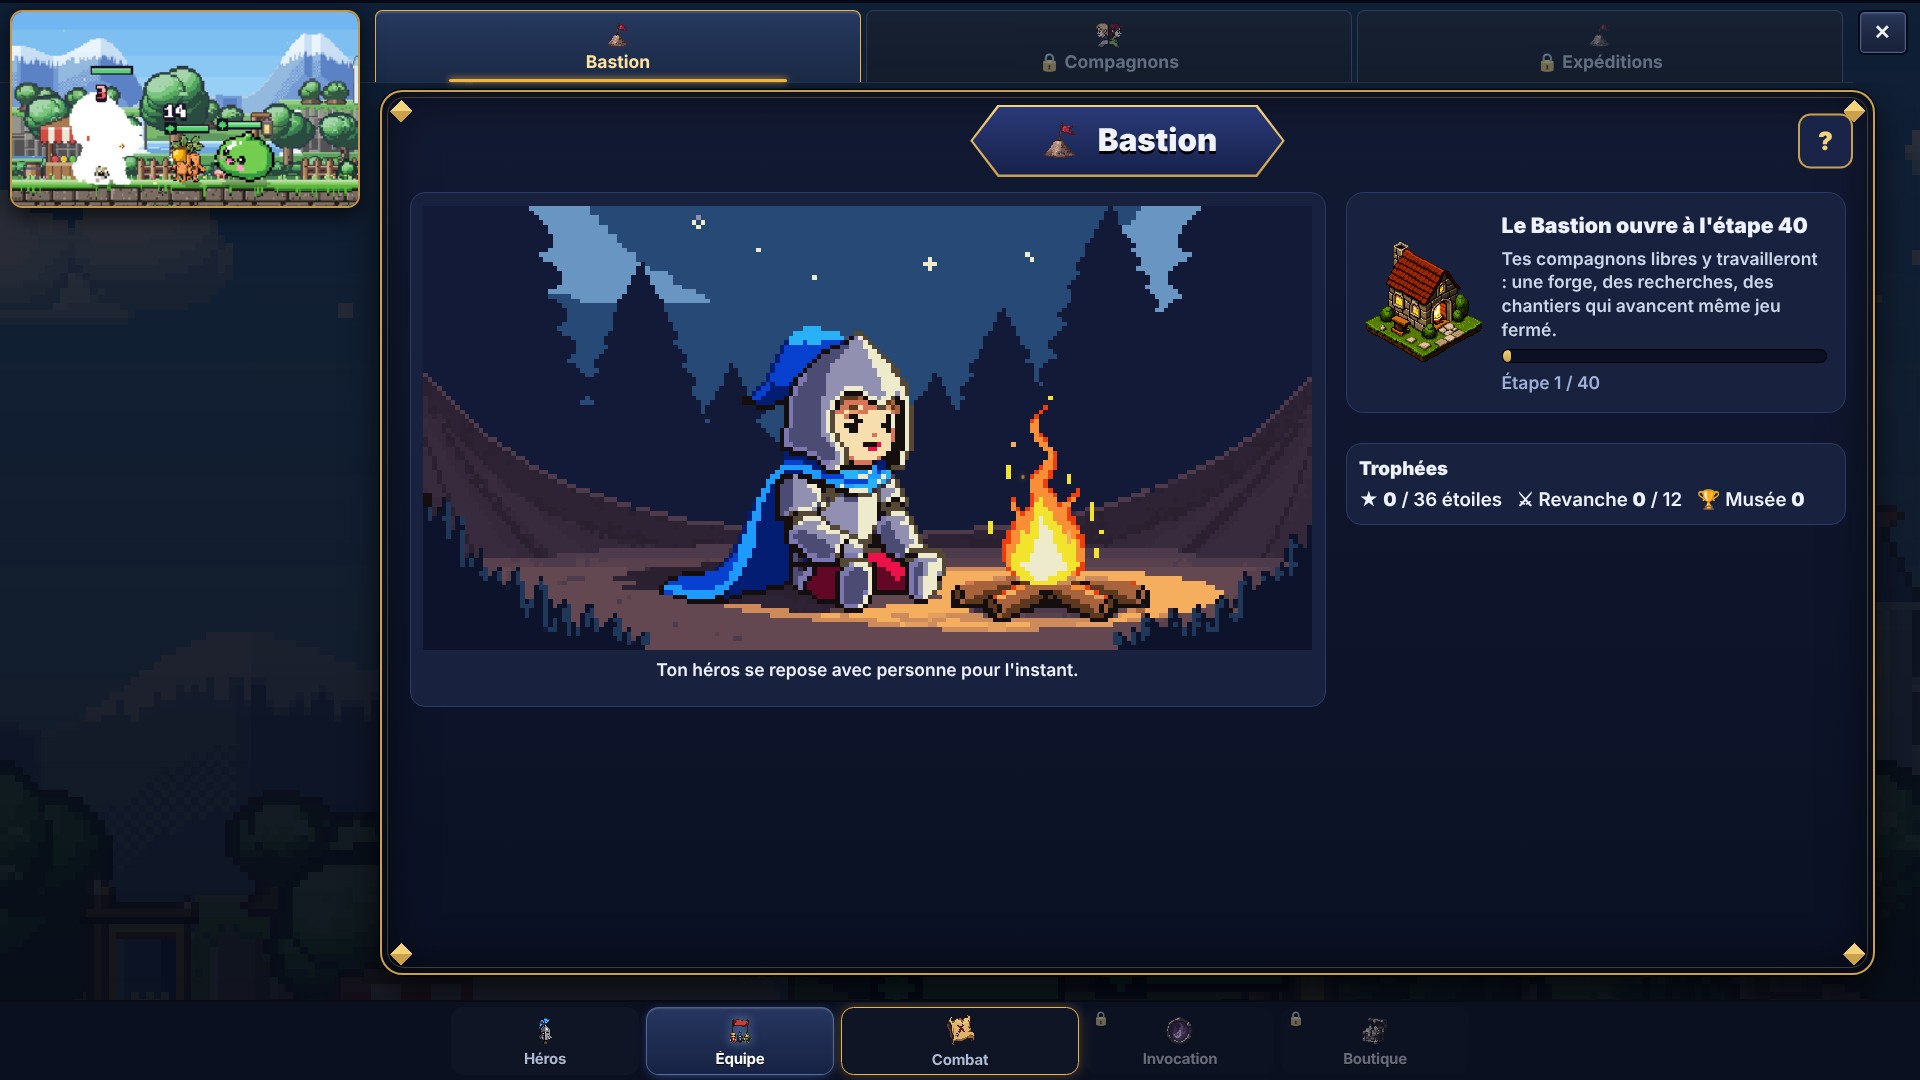 3
14
Bastion
Compagnons
Expéditions
×
Bastion
?
Ton héros se repose avec personne pour l'instant.
Le Bastion ouvre à l'étape 40
Tes compagnons libres y travailleront
: une forge, des recherches, des
chantiers qui avancent même jeu
fermé.
Étape 1 / 40
Trophées
★ 0 / 36 étoiles ⚔ Revanche 0 / 12 🏆 Musée 0
Héros
Équipe
Combat
Invocation
Boutique